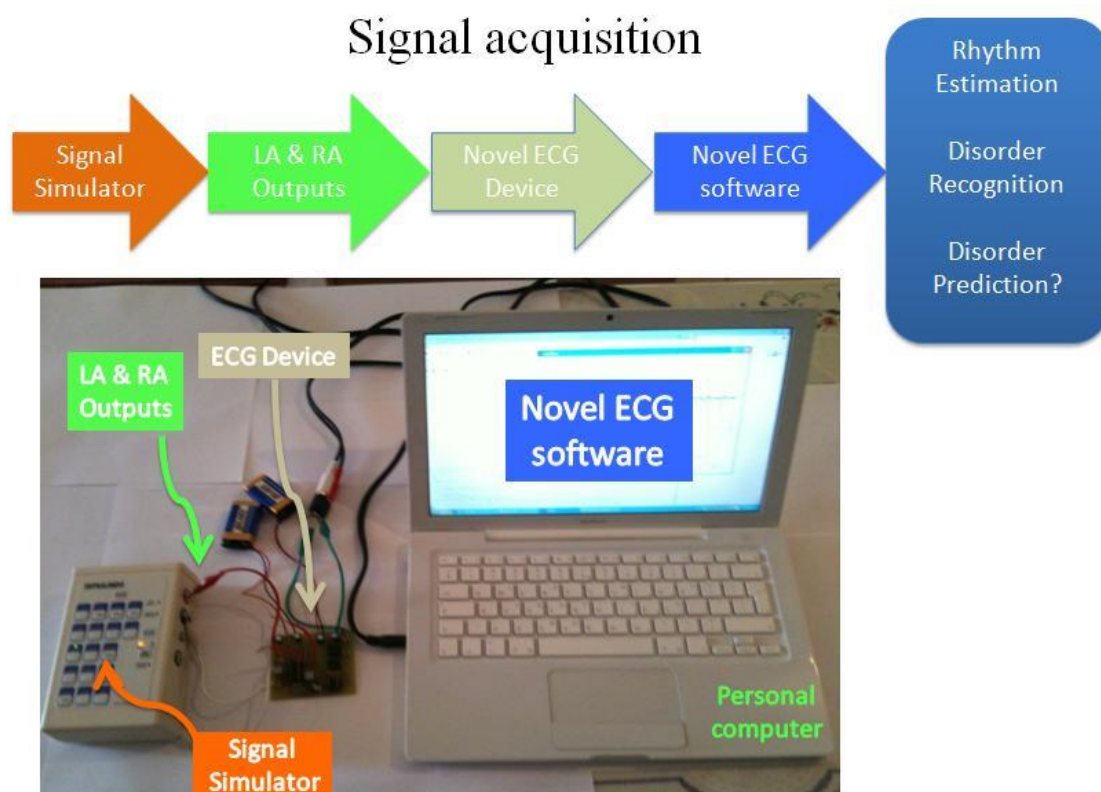 Signal acquisition
Signal
Simulator
LA & RA
Outputs
Novel ECG
Device
Novel ECG
software
Rhythm
Estimation
Disorder
Recognition
Disorder
Prediction?
ECG Device
LA & RA
Outputs
Novel ECG
software
Personal
computer
Signal
Simulator